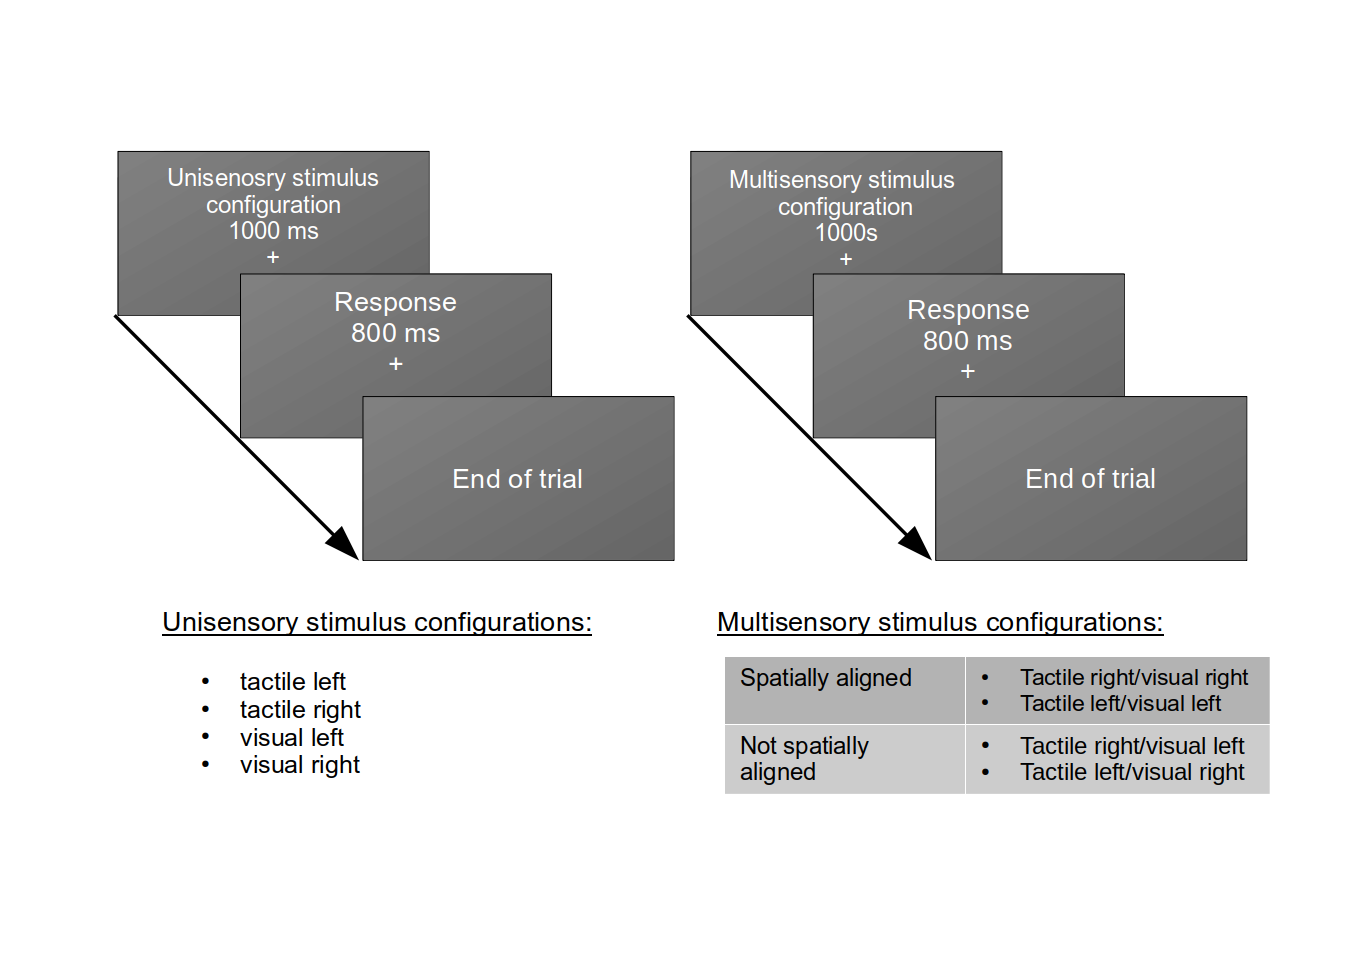 Unisenosry stimulus
configuration
1000 ms
+
Response
800 ms
+
End of trial
Multisensory stimulus
configuration
1000s
+
Response
800 ms
+
End of trial
Unisensory stimulus configurations:
• tactile left
• tactile right
• visual left
• visual right
Multisensory stimulus configurations:
Spatially aligned
• Tactile right/visual right
• Tactile left/visual left
Not spatially
aligned
• Tactile right/visual left
• Tactile left/visual right